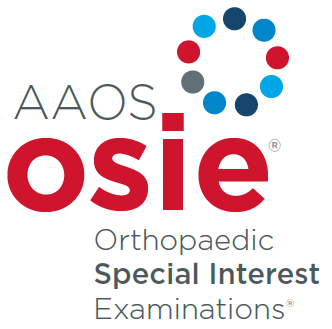 AAOS
osie®
Orthopaedic
Special Interest
Examinations®